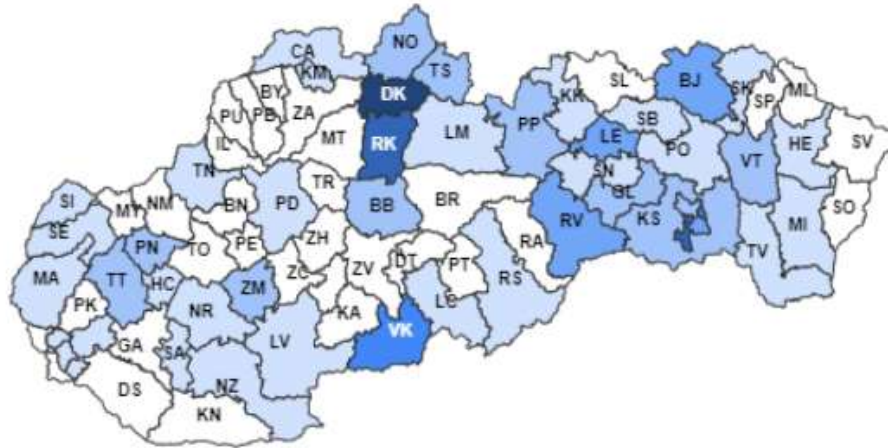 CA
NO
KM
TS
BY
DK
PU
PB
ZA
IL
MT
RK
LM
PP
KK
SL
BJ
SK
SP
ML
SB
LE
PO
VT
HE
SV
TN
TR
SN
GL
SI
MY
NM
BN
PD
BB
BR
RV
KS
SO
SE
PN
TO
PE
ZH
RA
MI
TV
MA
TT
HC
ZM
ZC
ZV
DT
PT
RS
PK
NR
KA
LC
GA
SA
LV
VK
DS
NZ
KN